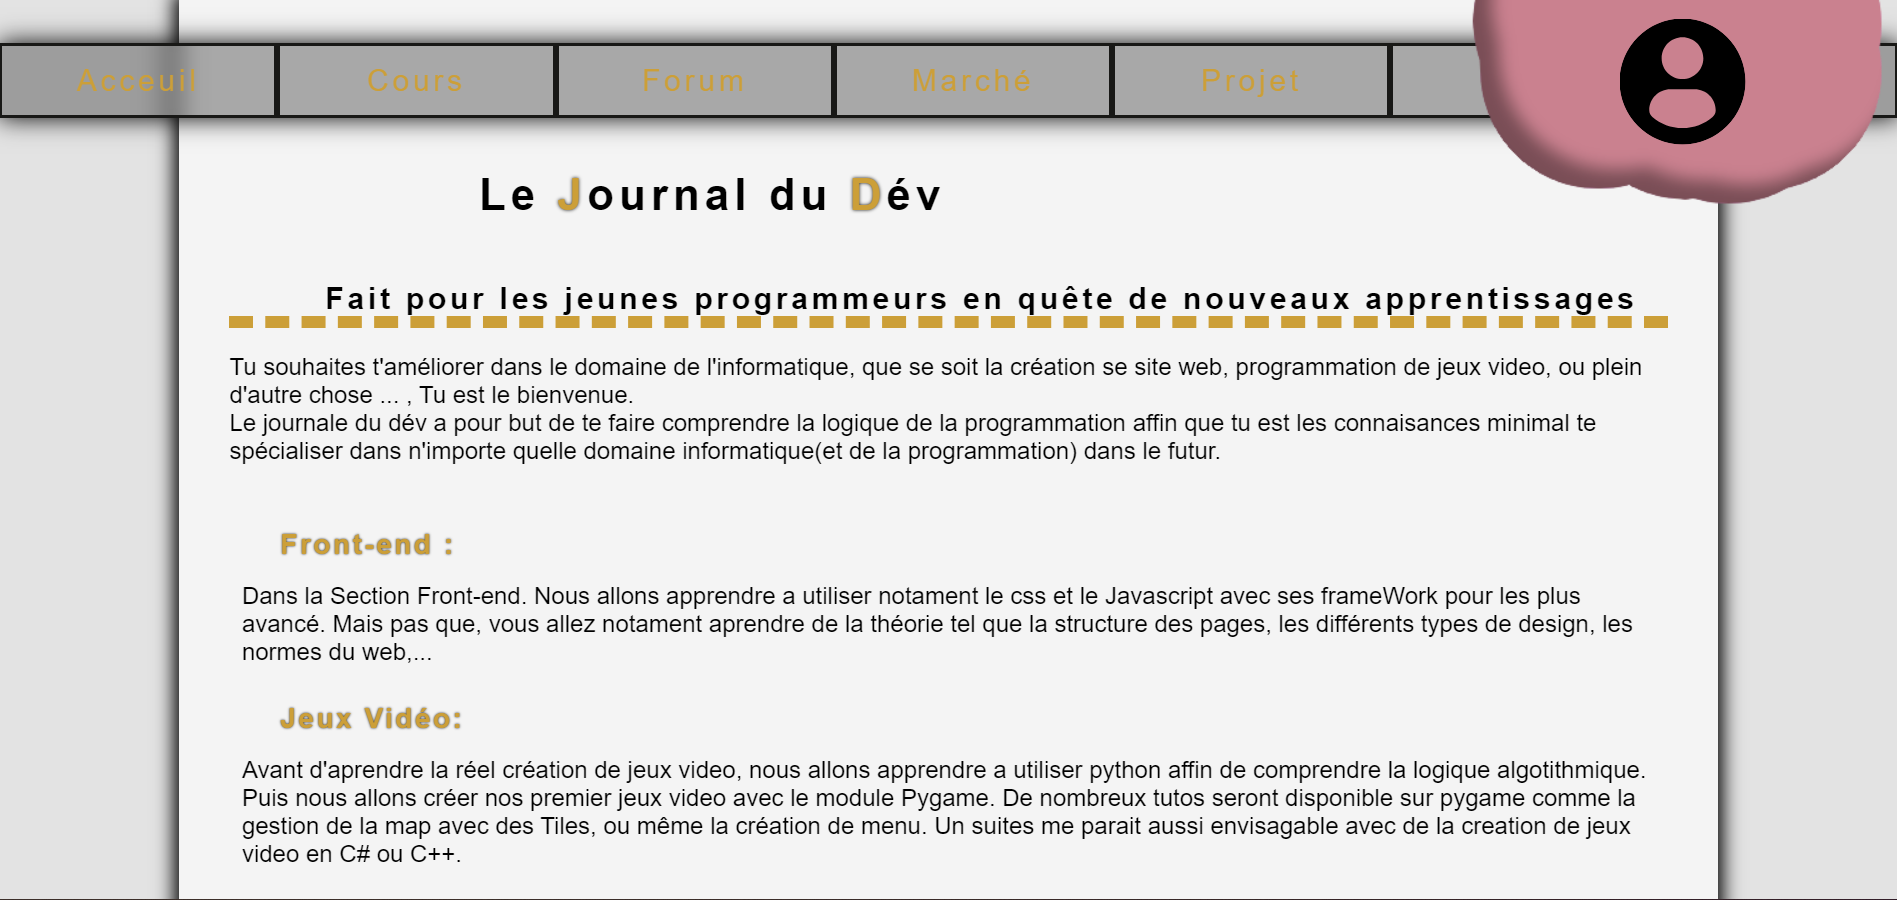 Acceuil Cours Forum Marché Projet
Le Journal du Dév
Fait pour les jeunes programmeurs en quête de nouveaux apprentissages
Tu souhaites t'améliorer dans le domaine de l'informatique, que se soit la création se site web, programmation de jeux video, ou plein
d'autre chose ... , Tu est le bienvenue.
Le journale du dév a pour but de te faire comprendre la logique de la programmation affin que tu est les connaisances minimal te
spécialiser dans n'importe quelle domaine informatique(et de la programmation) dans le futur.
Front-end :
Dans la Section Front-end. Nous allons apprendre a utiliser notament le css et le Javascript avec ses frameWork pour les plus
avancé. Mais pas que, vous allez notament aprendre de la théorie tel que la structure des pages, les différents types de design, les
normes du web,...
Jeux Vidéo:
Avant d'aprendre la réel création de jeux video, nous allons apprendre a utiliser python affin de comprendre la logique algotithmique.
Puis nous allons créer nos premier jeux video avec le module Pygame. De nombreux tutos seront disponible sur pygame comme la
gestion de la map avec des Tiles, ou même la création de menu. Un suites me parait aussi envisagable avec de la creation de jeux
video en C# ou C++.